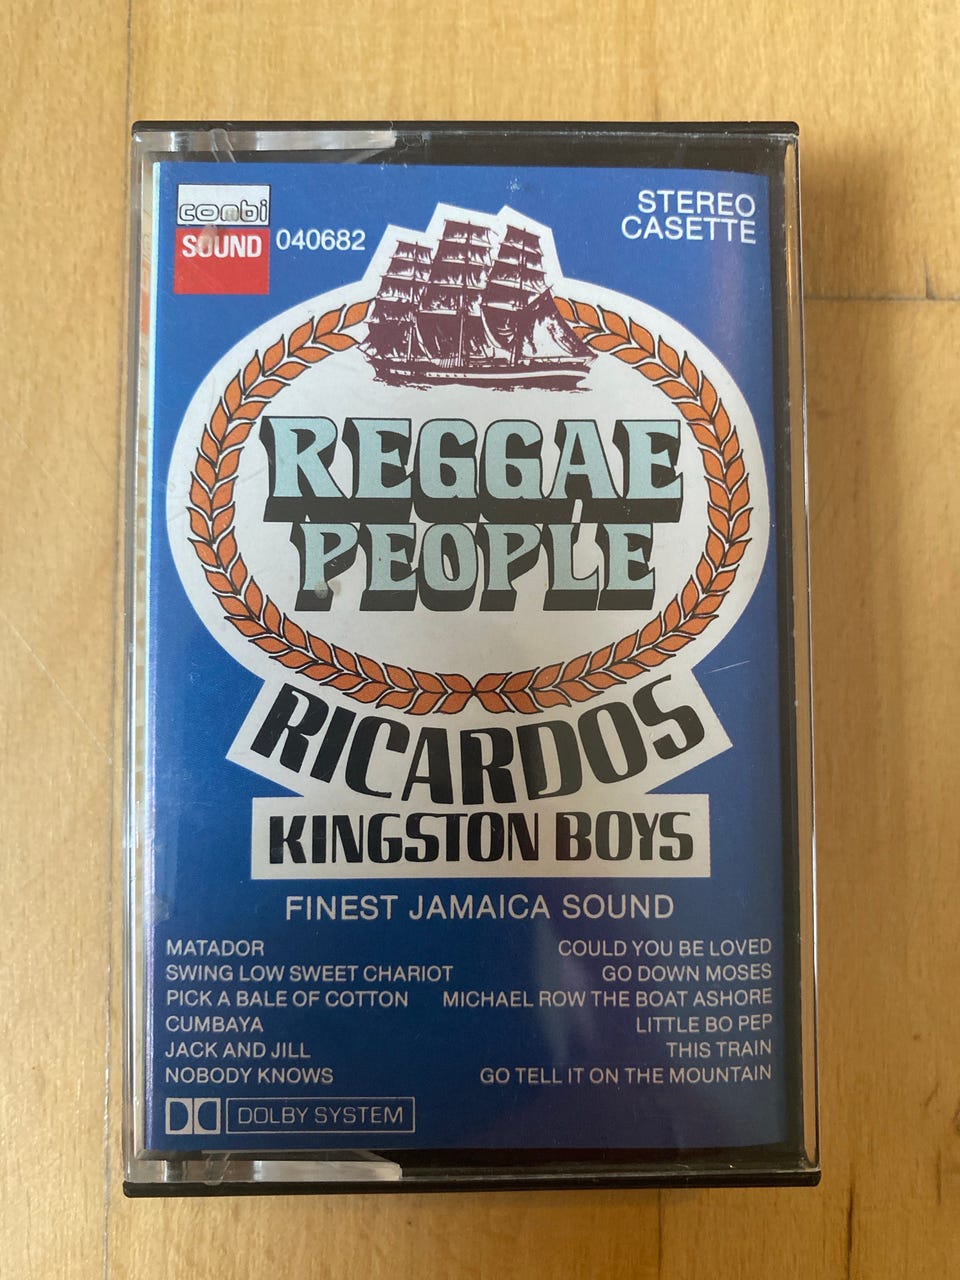 combi
SOUND
040682
STEREO
CASETTE
REGGAE
PEOPLE
RICARDOS
KINGSTON BOYS
FINEST JAMAICA SOUND
MATADOR
SWING LOW SWEET CHARIOT
PICK A BALE OF COTTON
CUMBAYA
JACK AND JILL
NOBODY KNOWS
COULD YOU BE LOVED
GO DOWN MOSES
MICHAEL ROW THE BOAT ASHORE
LITTLE BO PEP
THIS TRAIN
GO TELL IT ON THE MOUNTAIN
DOLBY SYSTEM